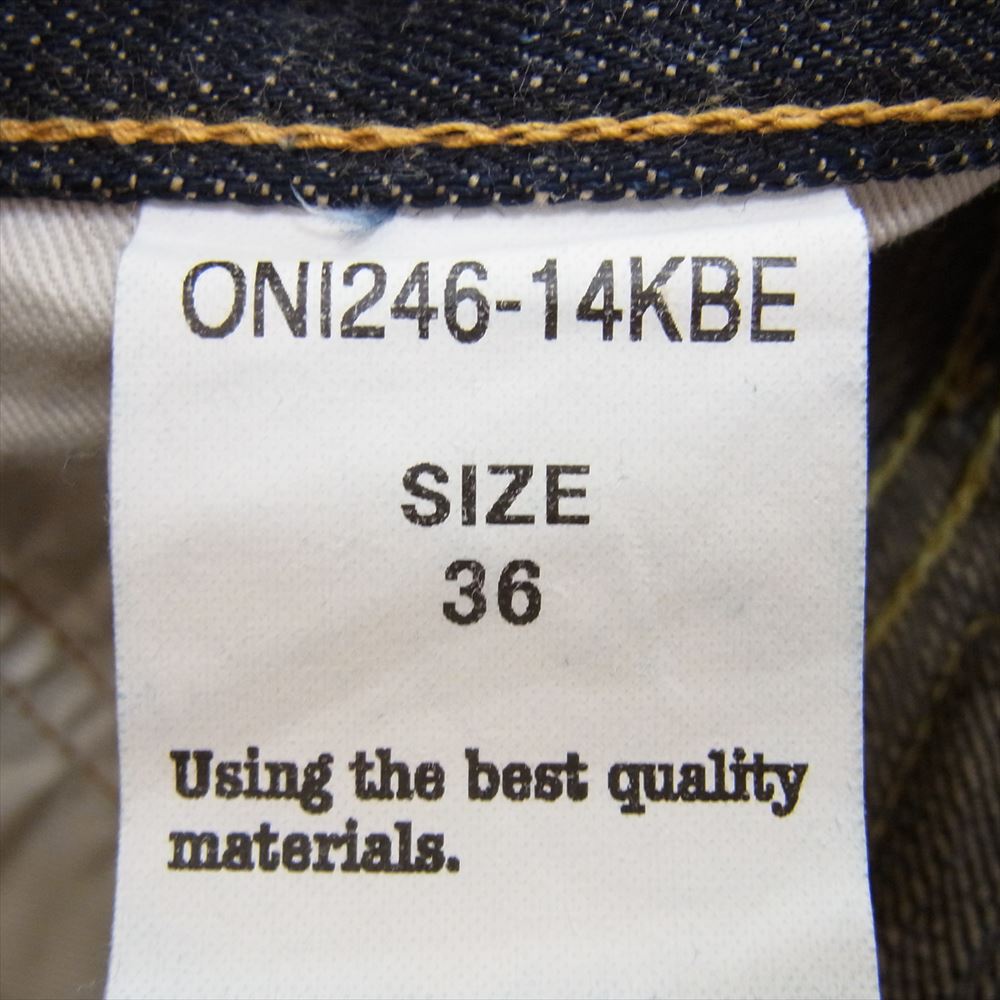 ONI246-14KBE
SIZE
36
Using the best quality
materials.